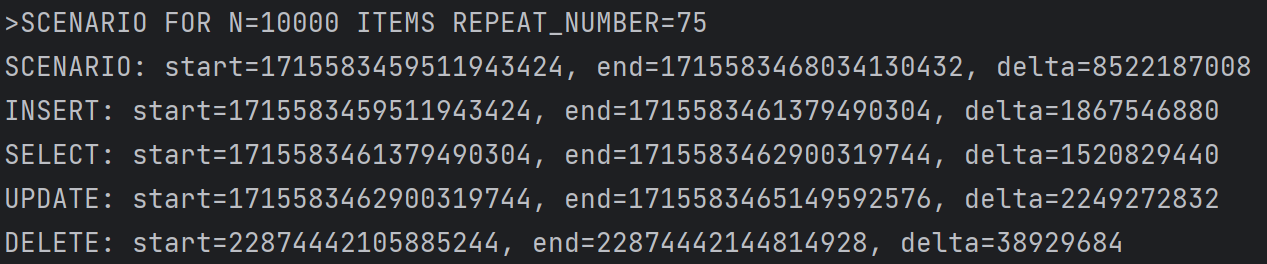 >SCENARIO FOR N=10000 ITEMS REPEAT_NUMBER=75
SCENARIO: start=1715583459511943424, end=1715583468034130432, delta=8522187008
INSERT: start=1715583459511943424, end=1715583461379490304, delta=1867546880
SELECT: start=1715583461379490304, end=1715583462900319744, delta=1520829440
UPDATE: start=1715583462900319744, end=1715583465149592576, delta=2249272832
DELETE: start=22874442105885244, end=22874442144814928, delta=38929684